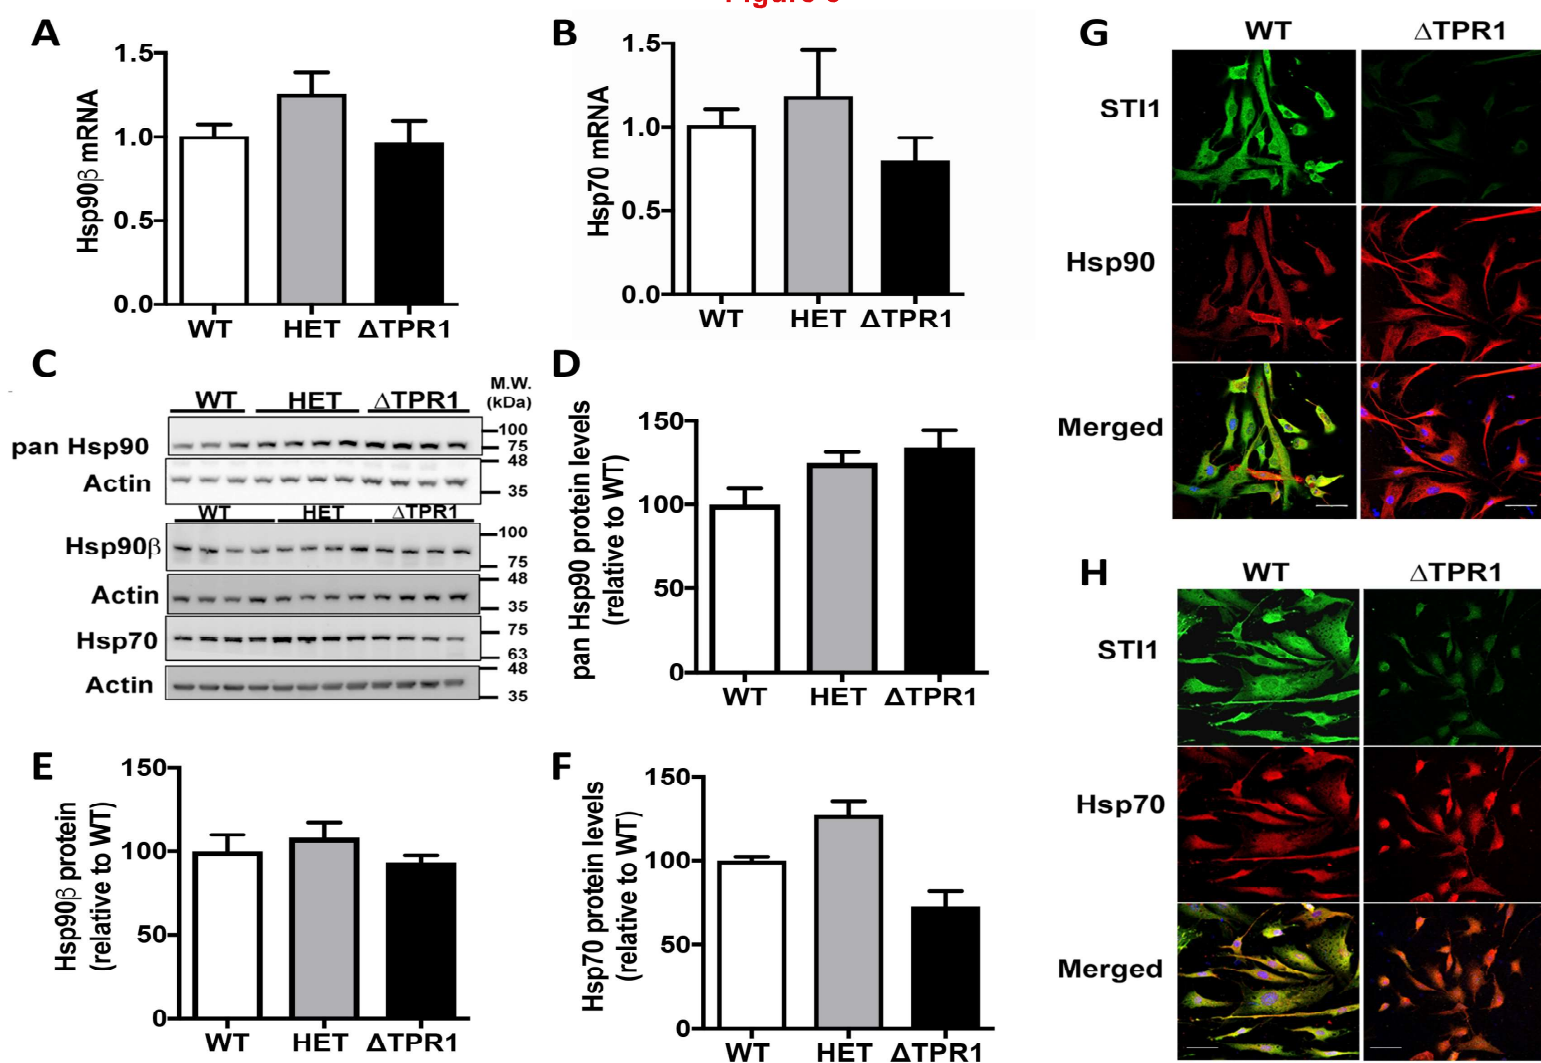 A
Hsp90β mRNA
1.5
1.0
0.5
0.0
WT HET ΔTPR1
B
Hsp70 mRNA
1.5
1.0
0.5
0.0
WT HET ΔTPR1
C
WT HET ΔTPR1 M.W. (kDa)
pan Hsp90
100
75
48
Actin
35
WT HET ΔTPR1
Hsp90β
100
75
48
Actin
35
Hsp70
75
63
48
Actin
35
D
pan Hsp90 protein levels
(relative to WT)
150
100
50
0
WT HET ΔTPR1
E
Hsp90β protein
(relative to WT)
150
100
50
0
WT HET ΔTPR1
F
Hsp70 protein levels
(relative to WT)
150
100
50
0
WT HET ΔTPR1
G
WT ΔTPR1
STI1
Hsp90
Merged
H
WT ΔTPR1
STI1
Hsp70
Merged